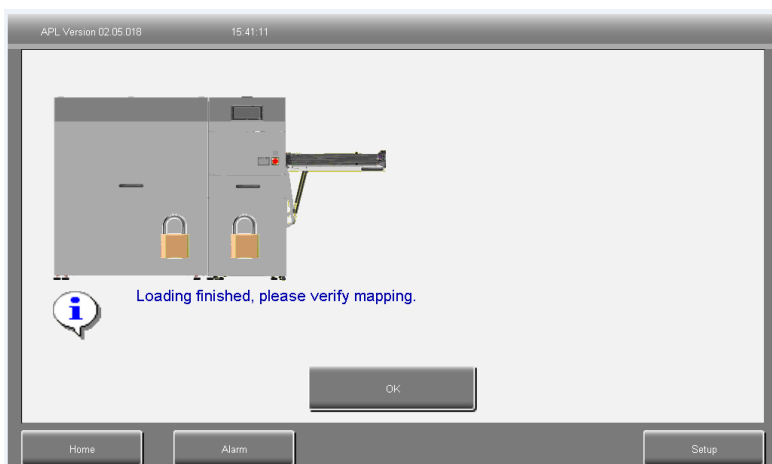 APL Version 02.05.018 15:41:11
Loading finished, please verify mapping.
OK
Home Alarm Setup